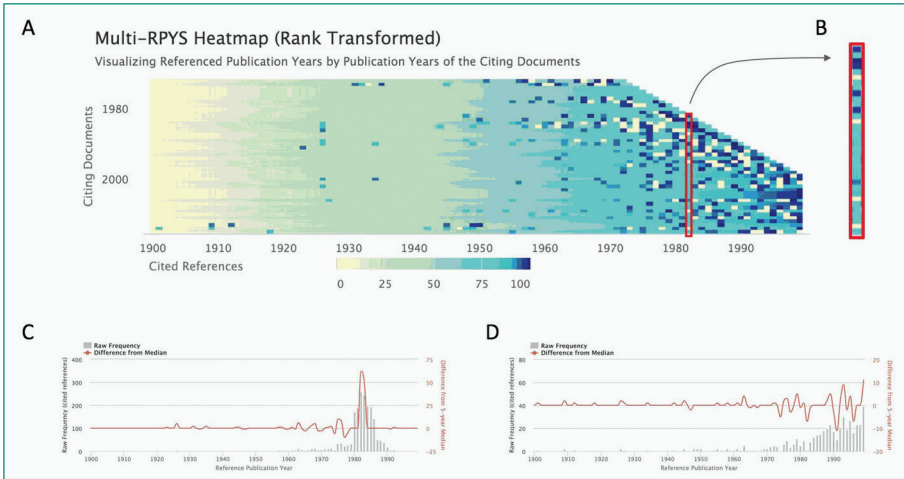 A
B
Multi-RPYS Heatmap (Rank Transformed)
Visualizing Referenced Publication Years by Publication Years of the Citing Documents
Citing Documents
1980
2000
1900 1910 1920 1930 1940 1950 1960 1970 1980 1990
Cited References
0 25 50 75 100
C
Raw Frequency
Difference from Median
Raw Frequency (cited references)
400
300
200
100
0
75
50
25
0
-25
Difference from 5-year Median
1900 1910 1920 1930 1940 1950 1960 1970 1980 1990
Reference Publication Year
D
Raw Frequency
Difference from Median
Raw Frequency (cited references)
80
60
40
20
0
20
10
0
-10
-20
Difference from 5-year Median
1900 1910 1920 1930 1940 1950 1960 1970 1980 1990
Reference Publication Year